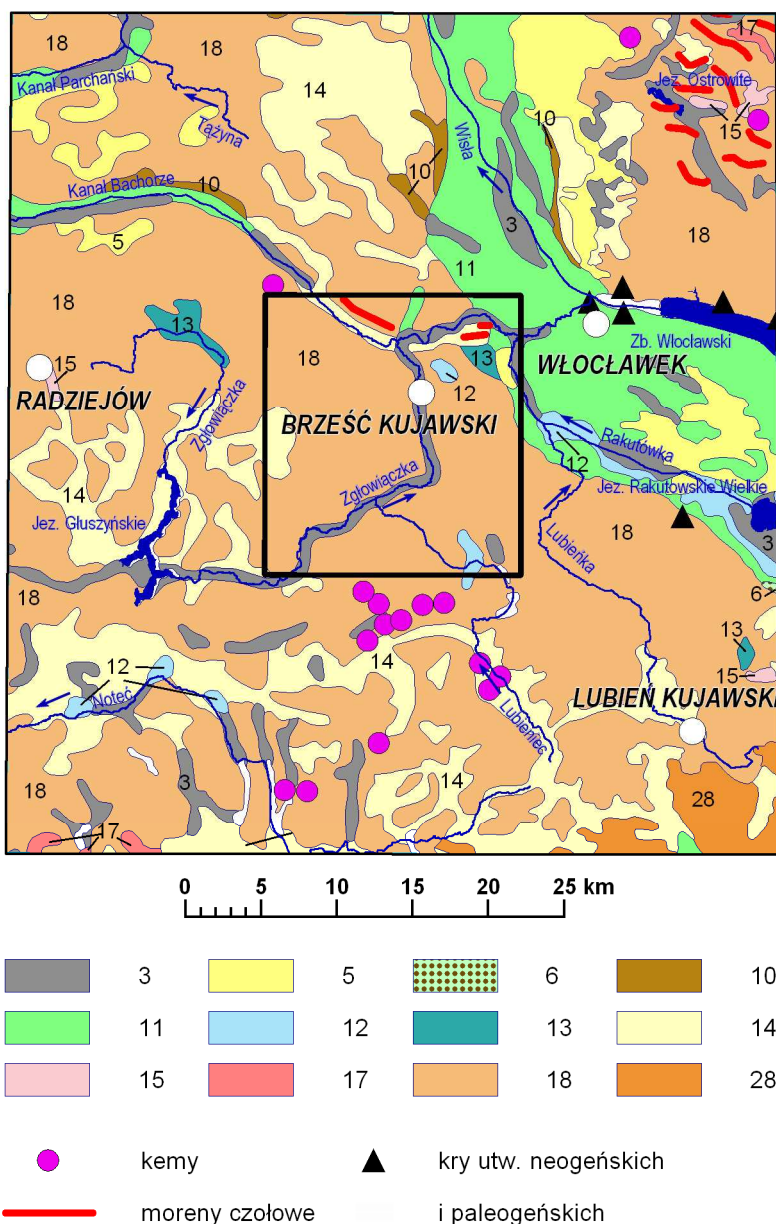 18
18
17
Kanał Parchański
14
Jez. Ostrowite
Tążyna
15
10
Wisła
10
Kanał Bachorze
10
3
5
18
11
18
13
18
Zb. Włocławski
15
13
WŁOCŁAWEK
RADZIEJÓW
12
BRZEŚĆ KUJAWSKI
Zgłowiączka
Rakutówka
12
14
Zgłowiączka
Jez. Rakutowskie Wielkie
Jez. Głuszyńskie
18
Lubieńka
3
18
6
13
12
14
15
Noteć
LUBIEŃ KUJAWSKI
Lubieniec
18
3
14
28
17
0 5 10 15 20 25 km
3 5 6 10
11 12 13 14
15 17 18 28
kemy kry utw. neogeńskich
moreny czołowe i paleogeńskich